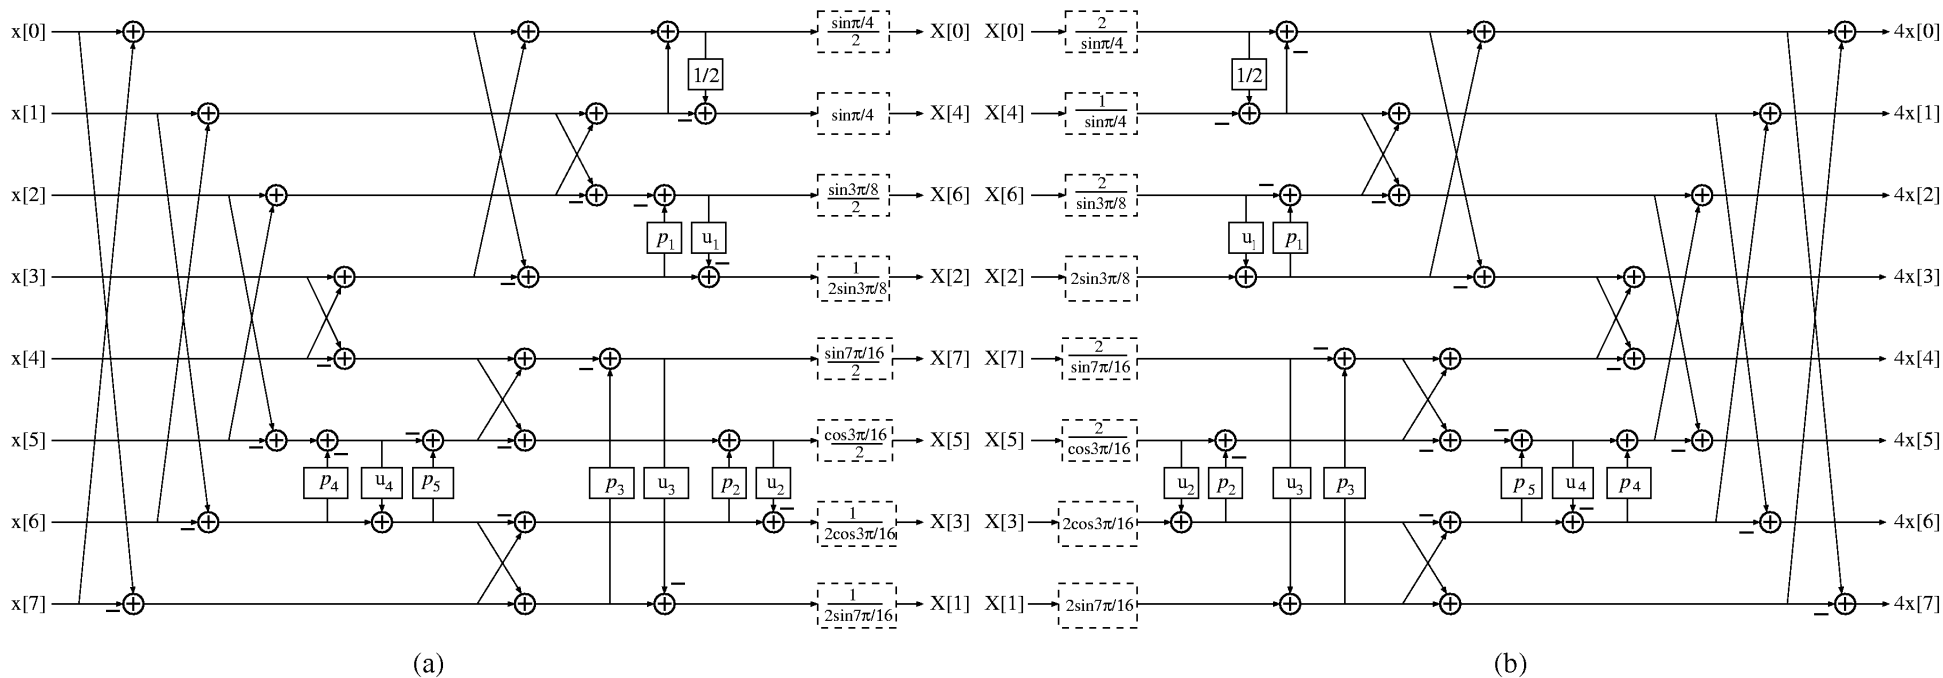 x[0] sinπ/4 / 2 X[0] X[0] 2 / sinπ/4 4x[0]
1/2 1/2
x[1] sinπ/4 X[4] X[4] 1 / sinπ/4 4x[1]
x[2] sin3π/8 / 2 X[6] X[6] 2 / sin3π/8 4x[2]
p₁ u₁ u₁ p₁
x[3] 1 / 2sin3π/8 X[2] X[2] 2sin3π/8 4x[3]
x[4] sin7π/16 / 2 X[7] X[7] 2 / sin7π/16 4x[4]
x[5] cos3π/16 / 2 X[5] X[5] 2 / cos3π/16 4x[5]
p₄ u₄ p₅ p₃ u₃ p₂ u₂ u₂ p₂ u₃ p₃ p₅ u₄ p₄
x[6] 1 / 2cos3π/16 X[3] X[3] 2cos3π/16 4x[6]
x[7] 1 / 2sin7π/16 X[1] X[1] 2sin7π/16 4x[7]
(a) (b)